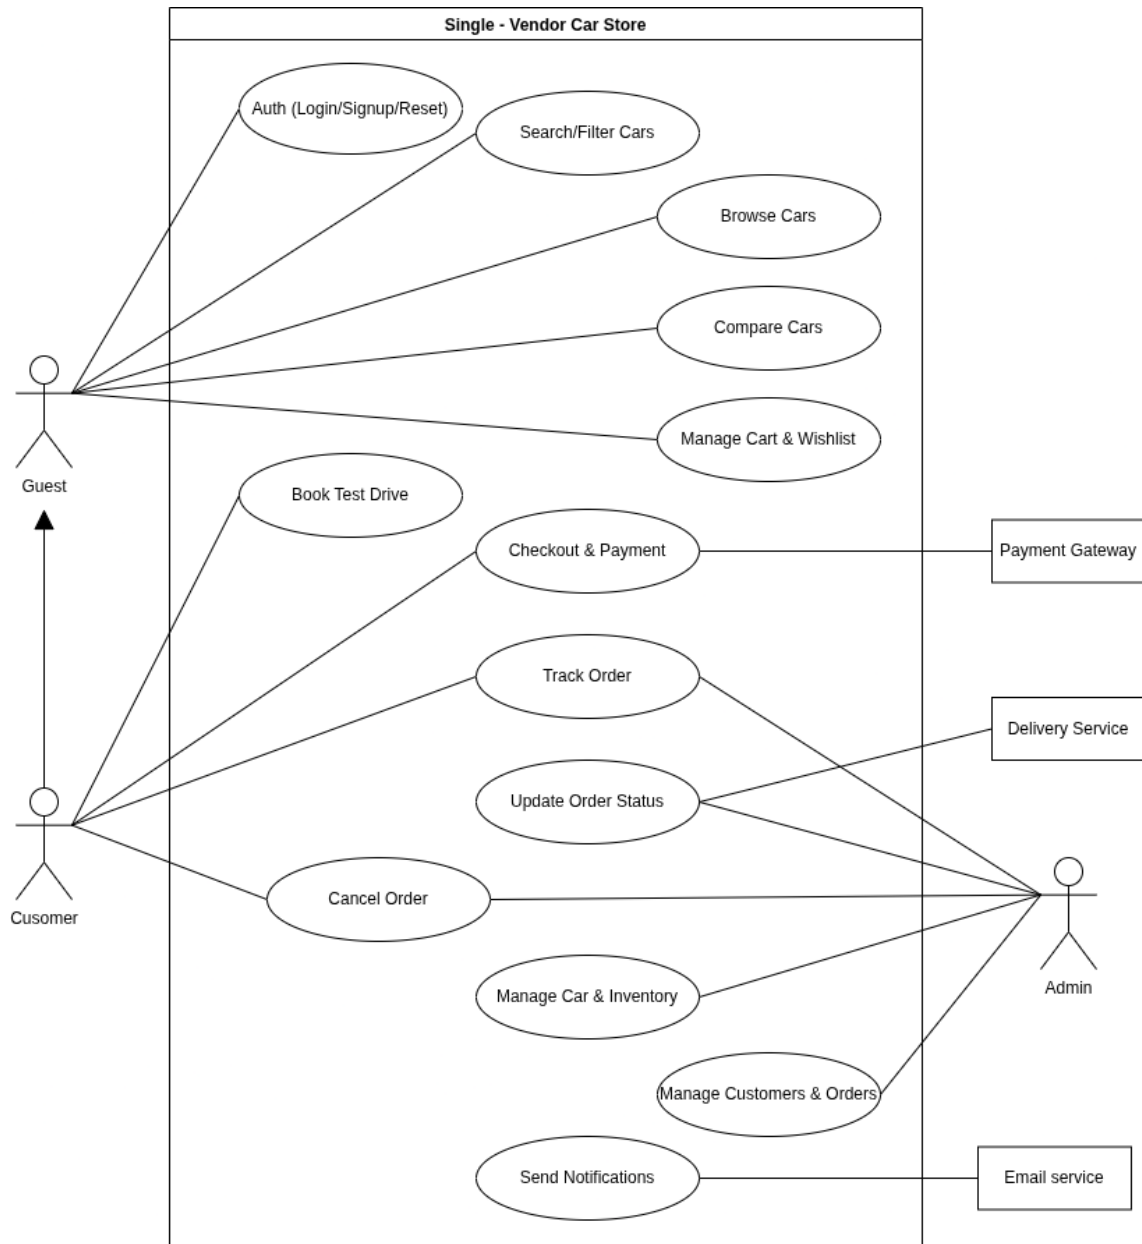 Single - Vendor Car Store
Auth (Login/Signup/Reset)
Search/Filter Cars
Browse Cars
Compare Cars
Manage Cart & Wishlist
Guest
Book Test Drive
Checkout & Payment
Payment Gateway
Track Order
Delivery Service
Update Order Status
Cancel Order
Cusomer
Manage Car & Inventory
Admin
Manage Customers & Orders
Send Notifications
Email service